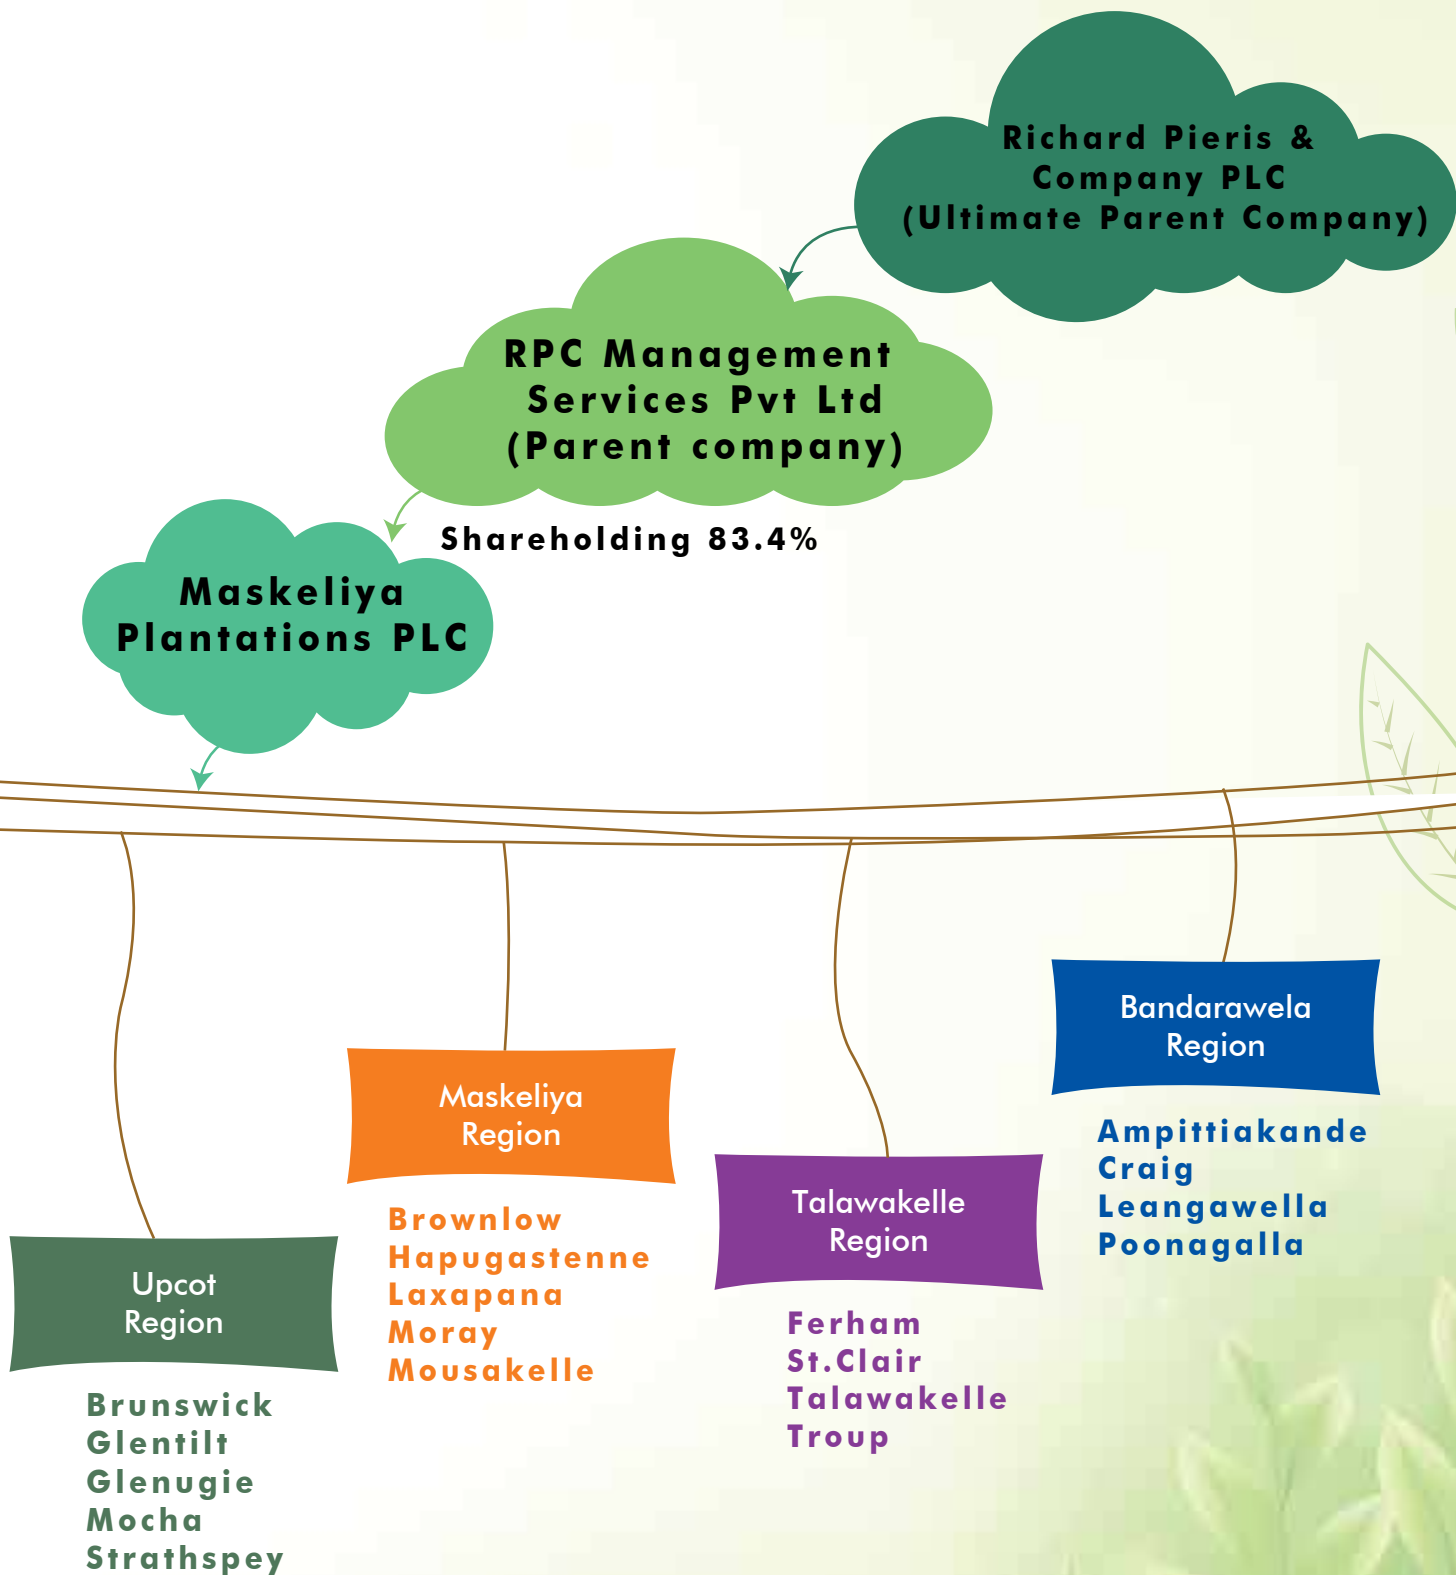 Richard Pieris &
Company PLC
(Ultimate Parent Company)
RPC Management
Services Pvt Ltd
(Parent company)
Shareholding 83.4%
Maskeliya
Plantations PLC
Upcot
Region
Brunswick
Glentilt
Glenugie
Mocha
Strathspey
Maskeliya
Region
Brownlow
Hapugastenne
Laxapana
Moray
Mousakelle
Talawakelle
Region
Ferham
St.Clair
Talawakelle
Troup
Bandarawela
Region
Ampittiakande
Craig
Leangawella
Poonagalla